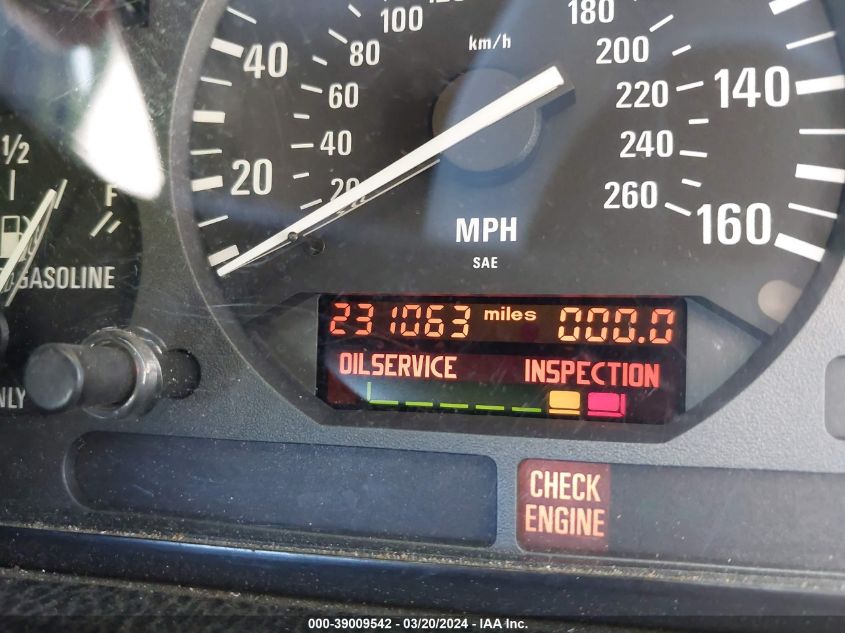 100
180
80
km/h
200
40
60
220
140
1/2
40
240
20
20
F
260
160
MPH
SAE
GASOLINE
231063 miles 000.0
OILSERVICE INSPECTION
NLY
CHECK
ENGINE
000-39009542 - 03/20/2024 - IAA Inc.